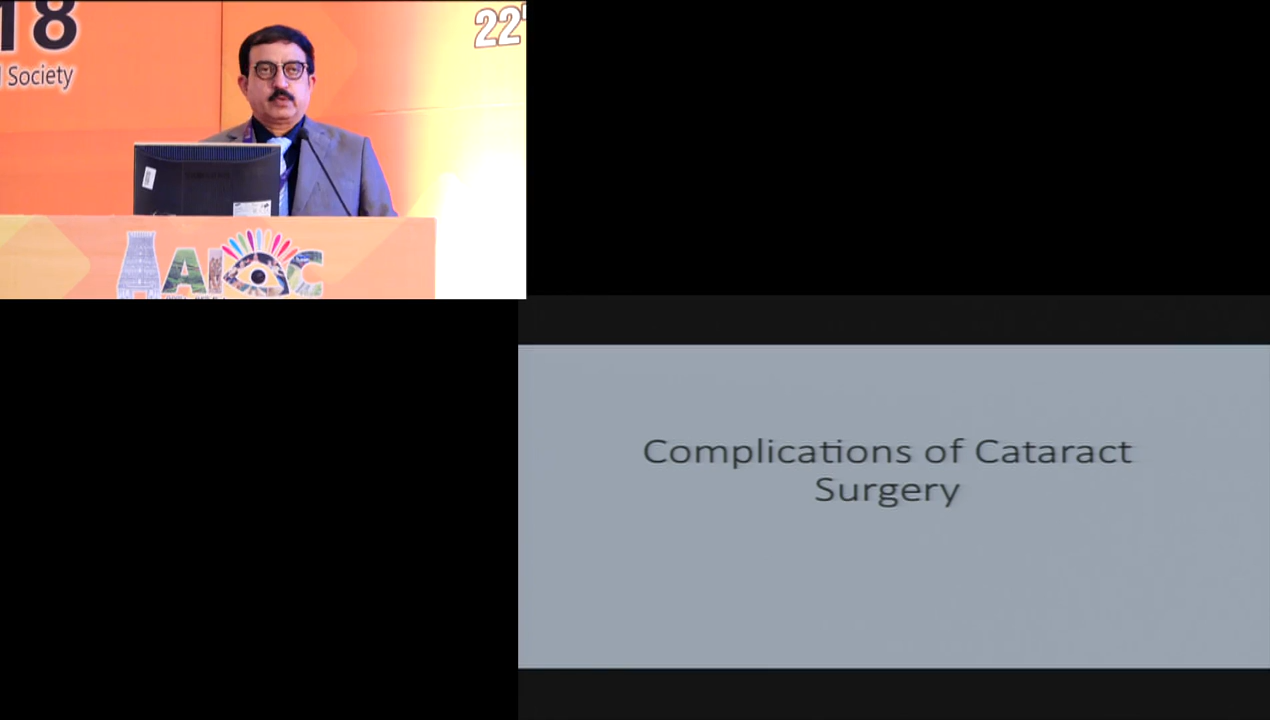 18
22
l Society
AIOC
Complications of Cataract
Surgery